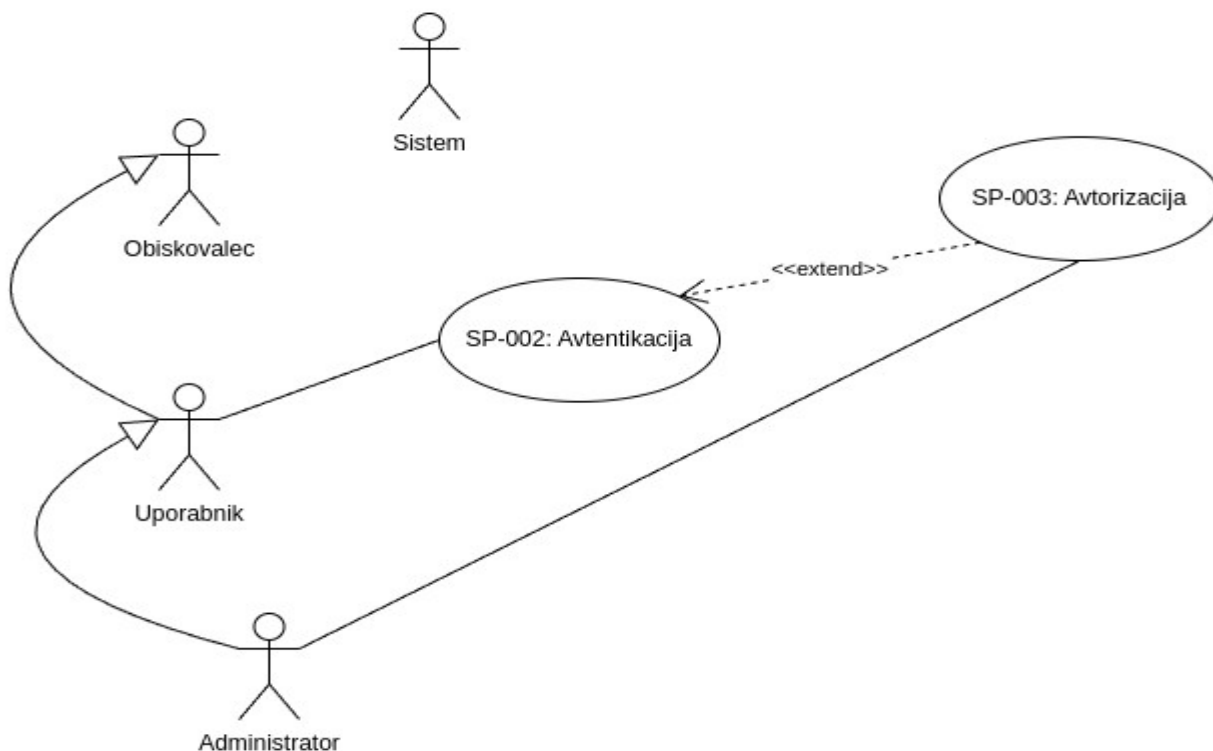 Sistem
Obiskovalec
SP-003: Avtorizacija
<<extend>>
SP-002: Avtentikacija
Uporabnik
Administrator